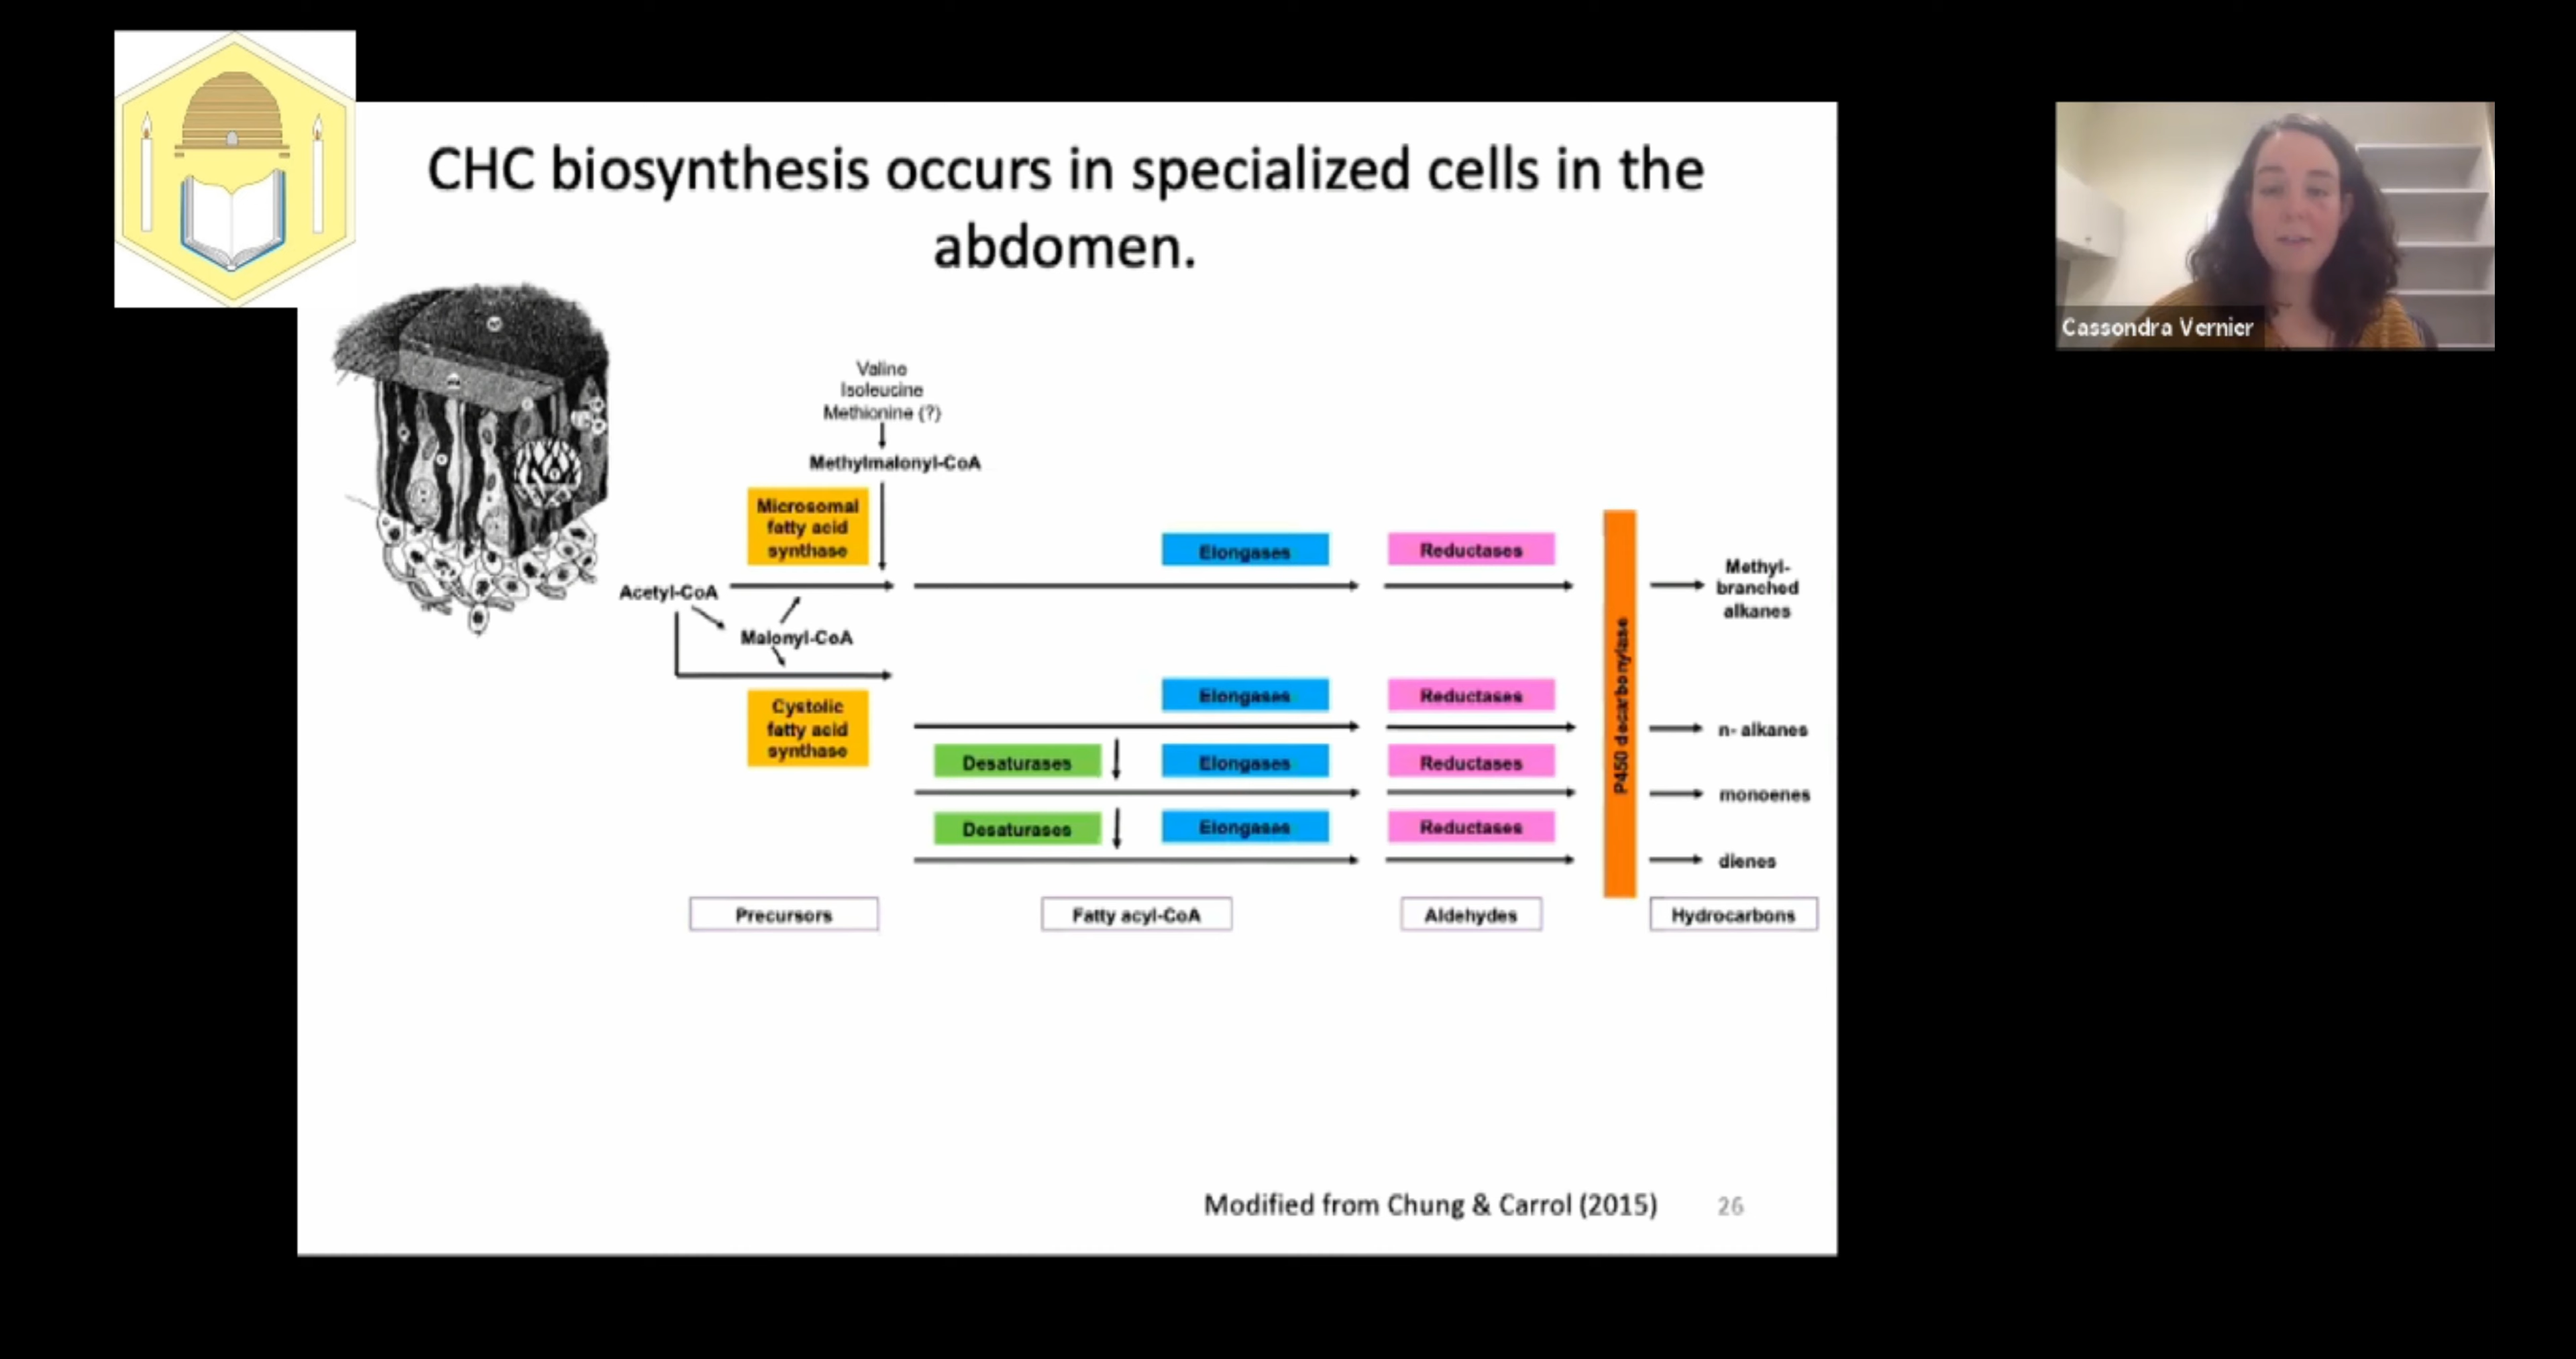 CHC biosynthesis occurs in specialized cells in the
abdomen.
Cassondra Vernier
Valine
Isoleucine
Methionine (?)
Methylmalonyl-CoA
Microsomal
fatty acid
synthase
Elongases
Reductases
Acetyl-CoA
Malonyl-CoA
Methyl-
branched
alkanes
P450 decarbonylase
Cystolic
fatty acid
synthase
Elongases
Reductases
n- alkanes
Desaturases
Elongases
Reductases
monoenes
Desaturases
Elongases
Reductases
dienes
Precursors
Fatty acyl-CoA
Aldehydes
Hydrocarbons
Modified from Chung & Carrol (2015)
26